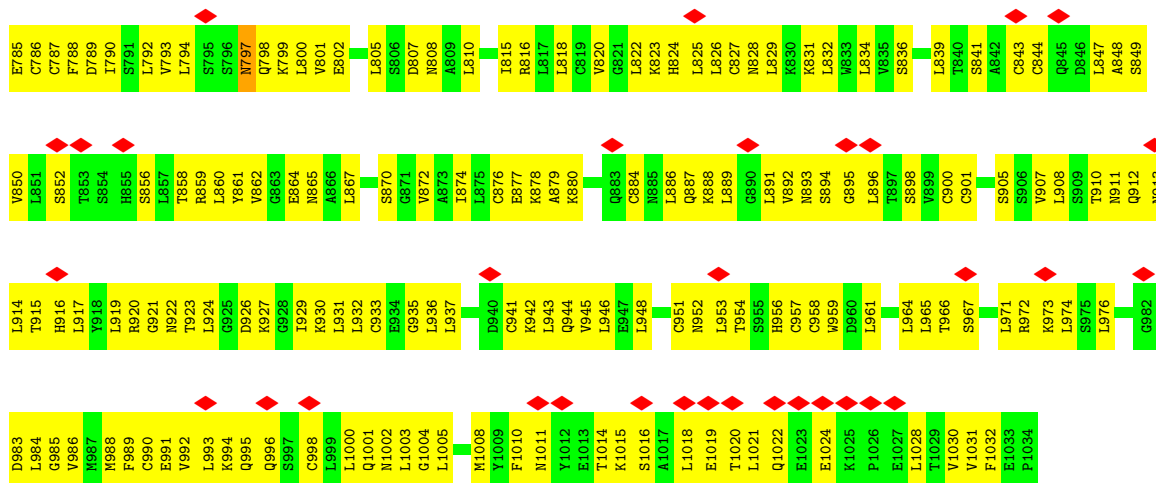 E785 C786 C787 F788 D789 I790 S791 L792 V793 L794 S795 S796 N797 Q798 K799 L800 V801 E802 L805 S806 D807 N808 A809 L810 I815 R816 L817 L818 C819 V820 G821 L822 K823 H824 L825 L826 C827 N828 L829 K830 K831 L832 W833 L834 V835 S836 L839 T840 S841 A842 C843 C844 Q845 D846 L847 A848 S849
V850 L851 S852 T853 S854 H855 S856 L857 T858 R859 L860 Y861 V862 G863 E864 N865 A866 L867 S870 G871 V872 A873 I874 L875 C876 E877 K878 A879 K880 Q883 C884 N885 L886 Q887 K888 L889 G890 L891 V892 N893 S894 G895 L896 T897 S898 V899 C900 C901 S905 S906 V907 L908 S909 T910 N911 Q912 N913
L914 T915 H916 L917 Y918 L919 R920 G921 N922 T923 L924 G925 D926 K927 G928 I929 K930 L931 L932 C933 E934 G935 L936 L937 D940 C941 K942 L943 Q944 V945 L946 E947 L948 C951 N952 L953 T954 S955 H956 C957 C958 W959 D960 L961 L964 L965 T966 S967 L971 R972 K973 L974 S975 L976 G982
D983 L984 G985 V986 M987 M988 F989 C990 E991 V992 L993 K994 Q995 Q996 S997 C998 L999 L1000 Q1001 N1002 L1003 G1004 L1005 M1008 Y1009 F1010 N1011 Y1012 E1013 T1014 K1015 S1016 A1017 L1018 E1019 T1020 L1021 Q1022 E1023 E1024 K1025 P1026 E1027 L1028 T1029 V1030 V1031 F1032 E1033 P1034